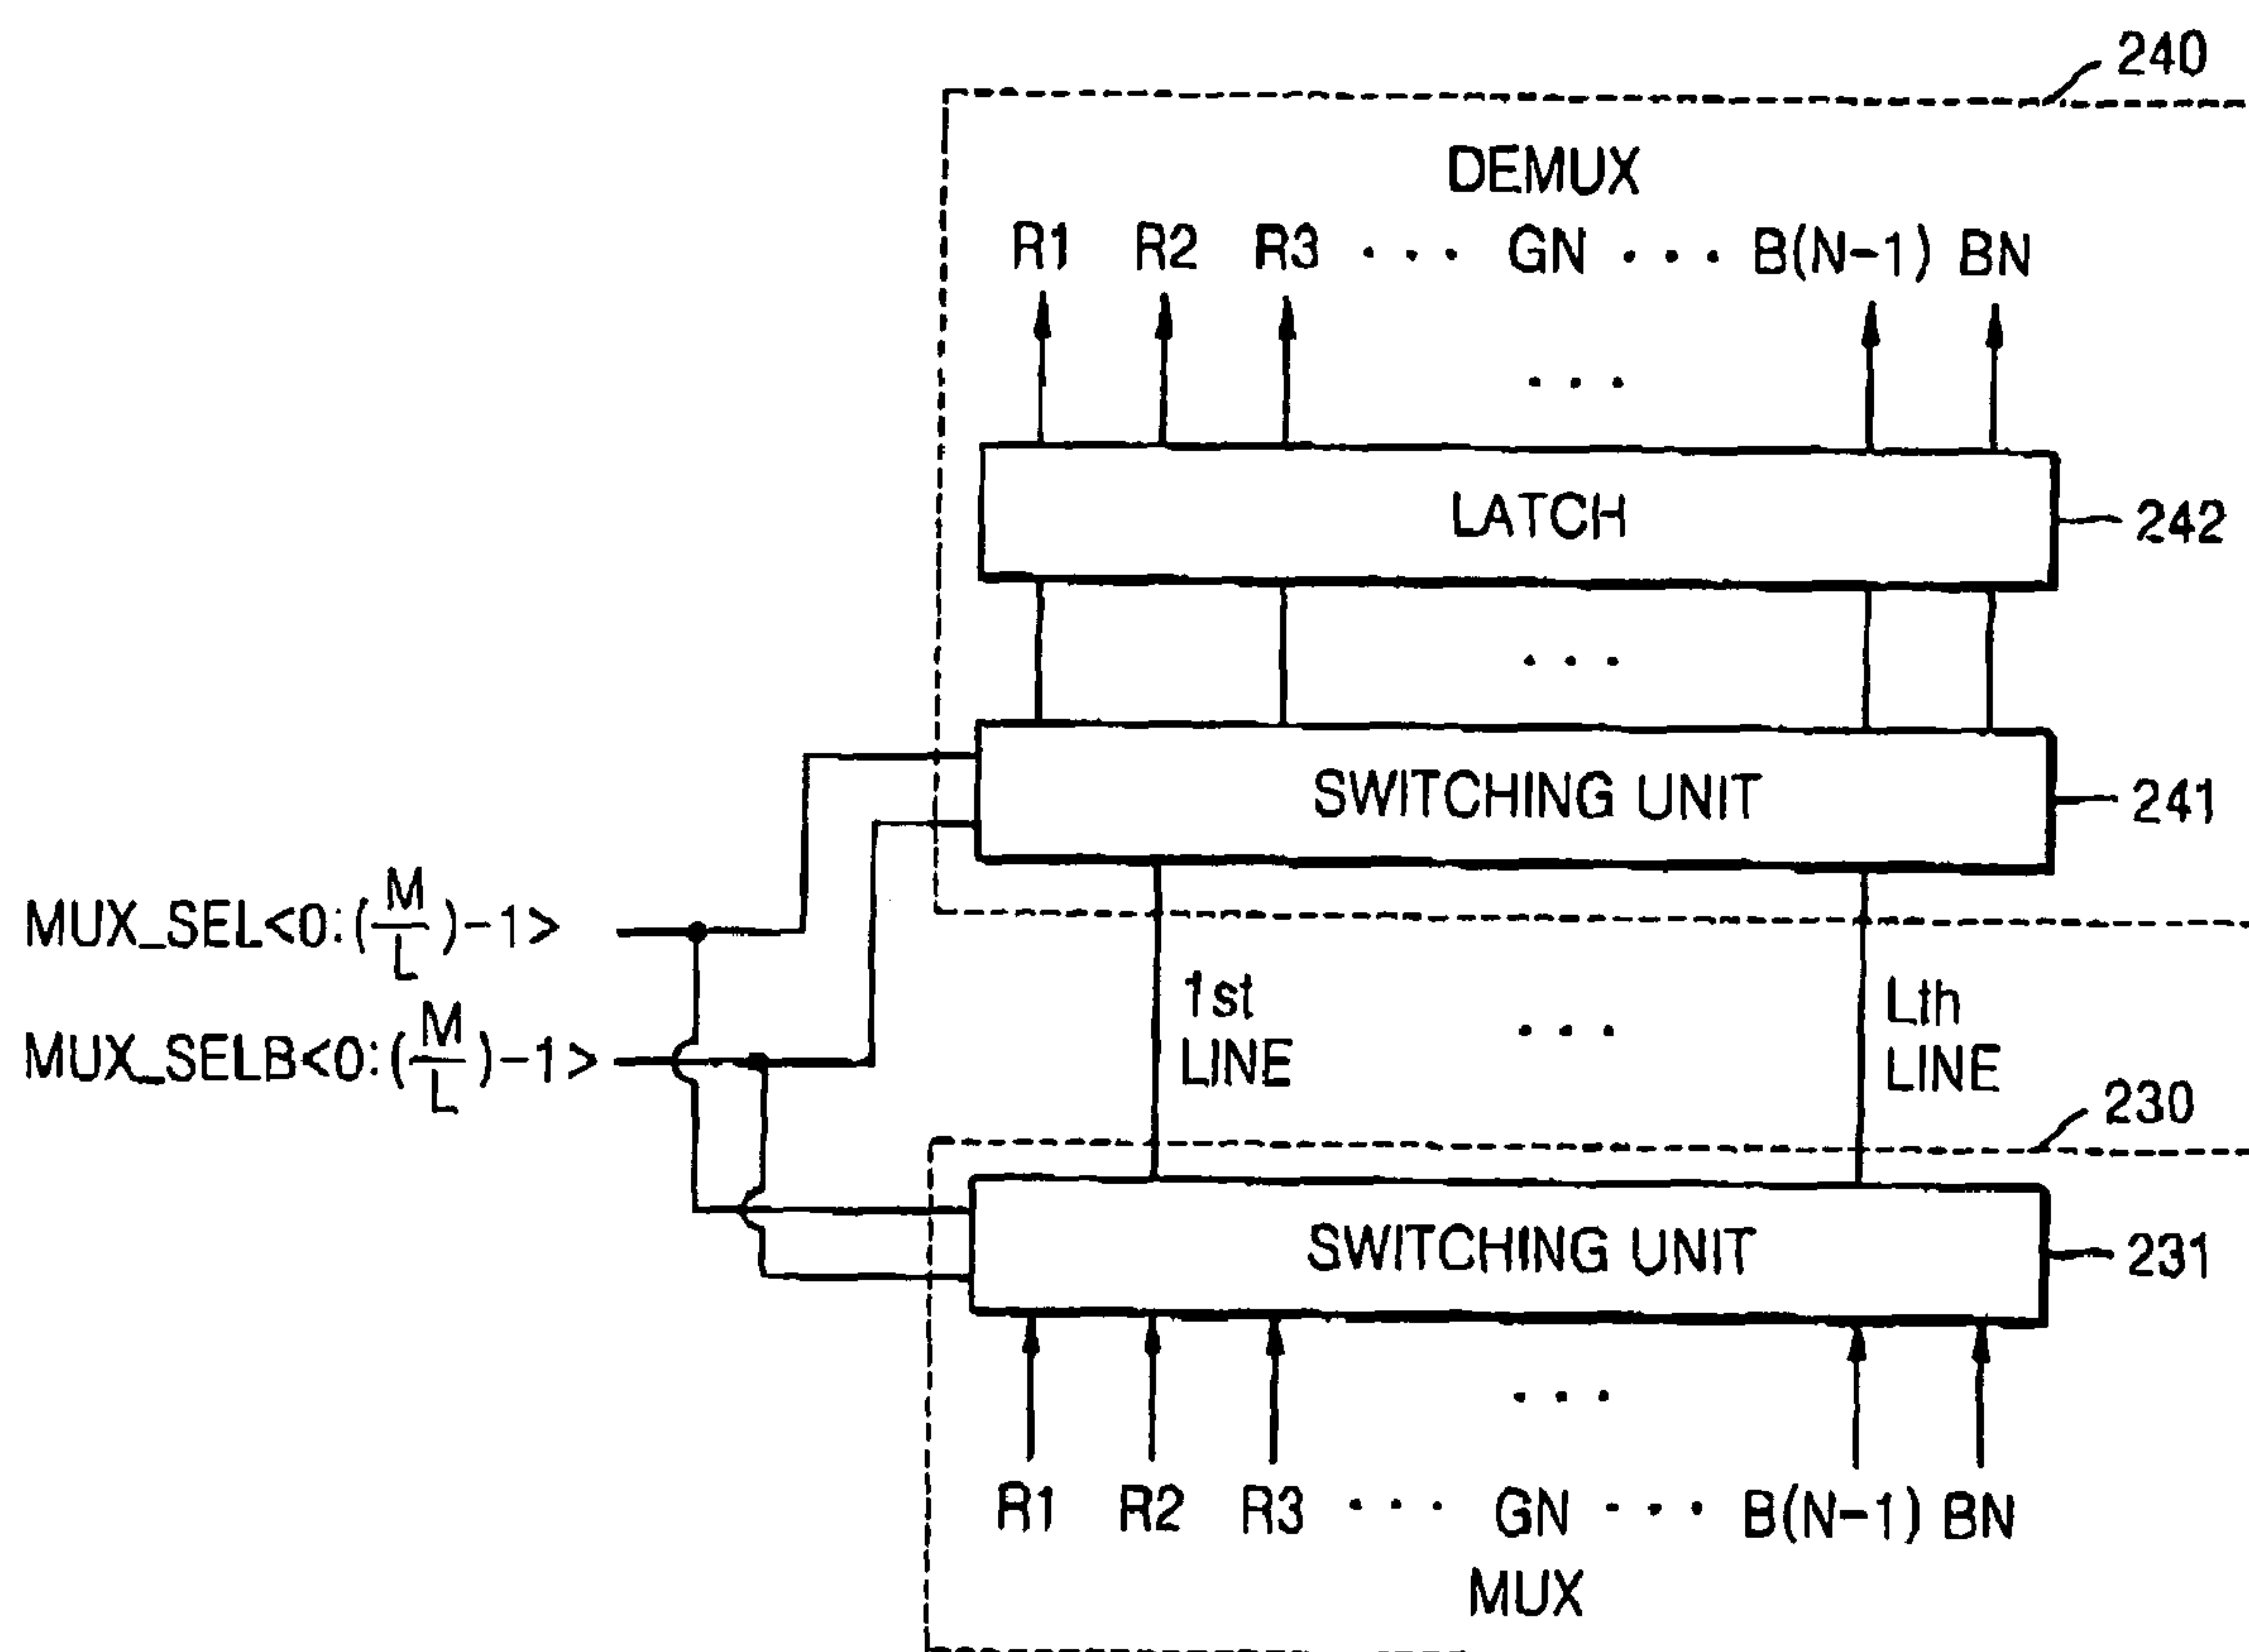 240
DEMUX
R1 R2 R3 ··· GN ··· B(N-1) BN
···
LATCH
242
···
SWITCHING UNIT
241
MUX_SEL<0:(M/L)-1>
MUX_SELB<0:(M/L)-1>
1st
LINE
···
Lth
LINE
230
SWITCHING UNIT
231
···
R1 R2 R3 ··· GN ··· B(N-1) BN
MUX